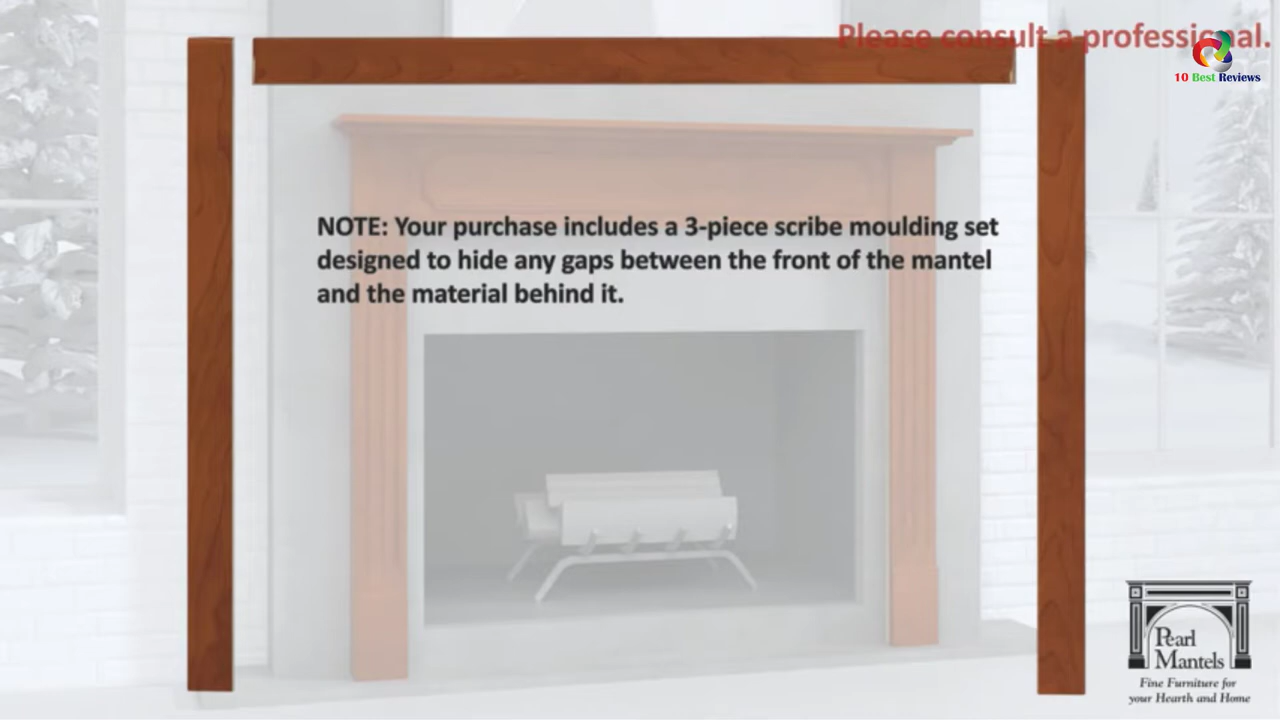 Please consult a professional.
10 Best Reviews
NOTE: Your purchase includes a 3-piece scribe moulding set
designed to hide any gaps between the front of the mantel
and the material behind it.
Pearl
Mantels
Fine Furniture for
your Hearth and Home